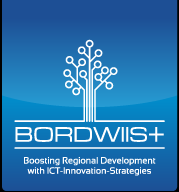 BORDWIIS+
Boosting Regional Development
with ICT-Innovation-Strategies